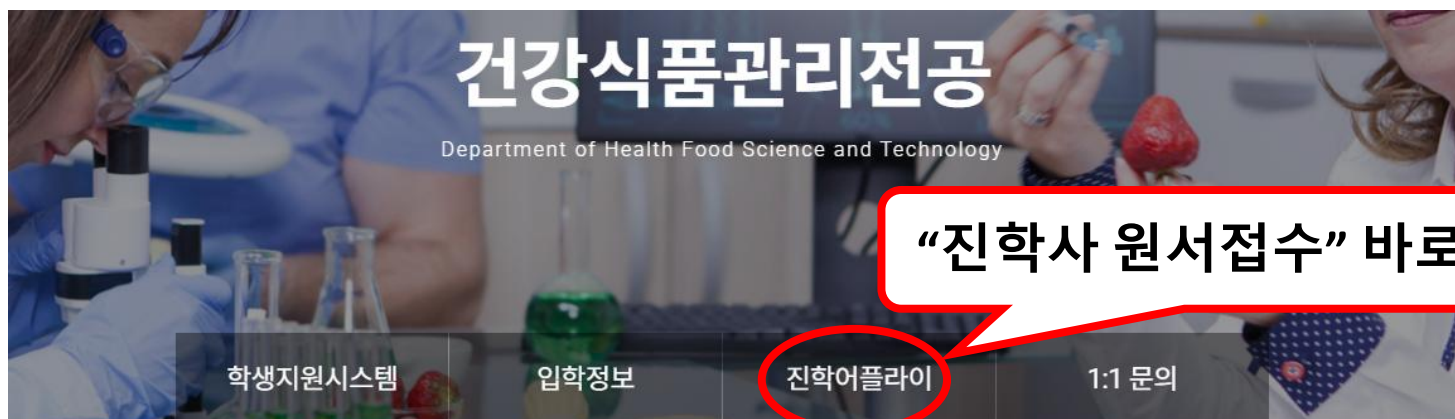 건강식품관리전공
Department of Health Food Science and Technology
“진학사 원서접수” 바로
학생지원시스템
입학정보
진학어플라이
1:1 문의